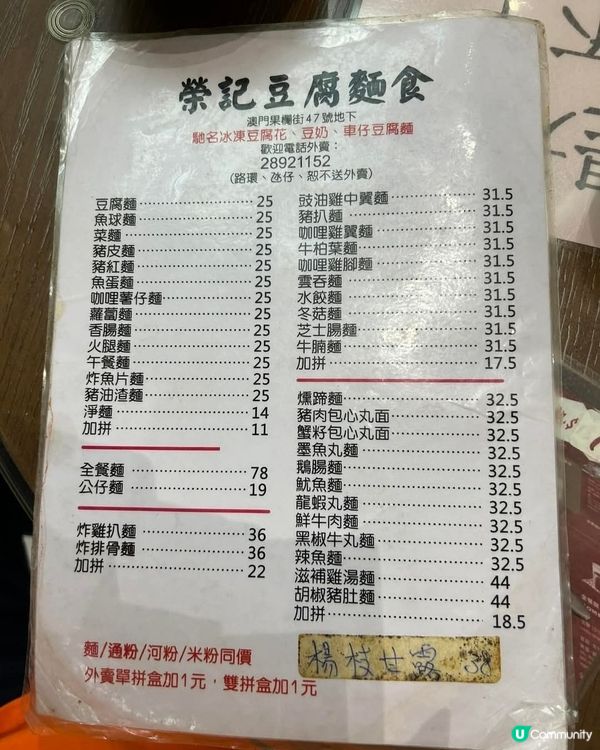 榮記豆腐麵食
澳門果欄街47號地下
馳名冰凍豆腐花、豆奶、車仔豆腐麵
歡迎電話外賣：
28921152
(路環、氹仔、恕不送外賣)
豆腐麵 25
魚球麵 25
菜麵 25
豬皮麵 25
豬紅麵 25
魚蛋麵 25
咖哩薯仔麵 25
蘿蔔麵 25
香腸麵 25
火腿麵 25
午餐麵 25
炸魚片麵 25
豬油渣麵 25
淨麵 14
加拼 11
全餐麵 78
公仔麵 19
炸雞扒麵 36
炸排骨麵 36
加拼 22
豉油雞中翼麵 31.5
豬扒麵 31.5
咖哩雞翼麵 31.5
牛柏葉麵 31.5
咖哩雞腳麵 31.5
雲吞麵 31.5
水餃麵 31.5
冬菇麵 31.5
芝士腸麵 31.5
牛腩麵 31.5
加拼 17.5
燻蹄麵 32.5
豬肉包心丸面 32.5
蟹籽包心丸面 32.5
墨魚丸麵 32.5
鵝腸麵 32.5
魷魚麵 32.5
龍蝦丸麵 32.5
鮮牛肉麵 32.5
黑椒牛丸麵 32.5
辣魚麵 32.5
滋補雞湯麵 44
胡椒豬肚麵 44
加拼 18.5
楊枝甘露 38
麵/通粉/河粉/米粉同價
外賣單拼盒加1元，雙拼盒加1元
U Community